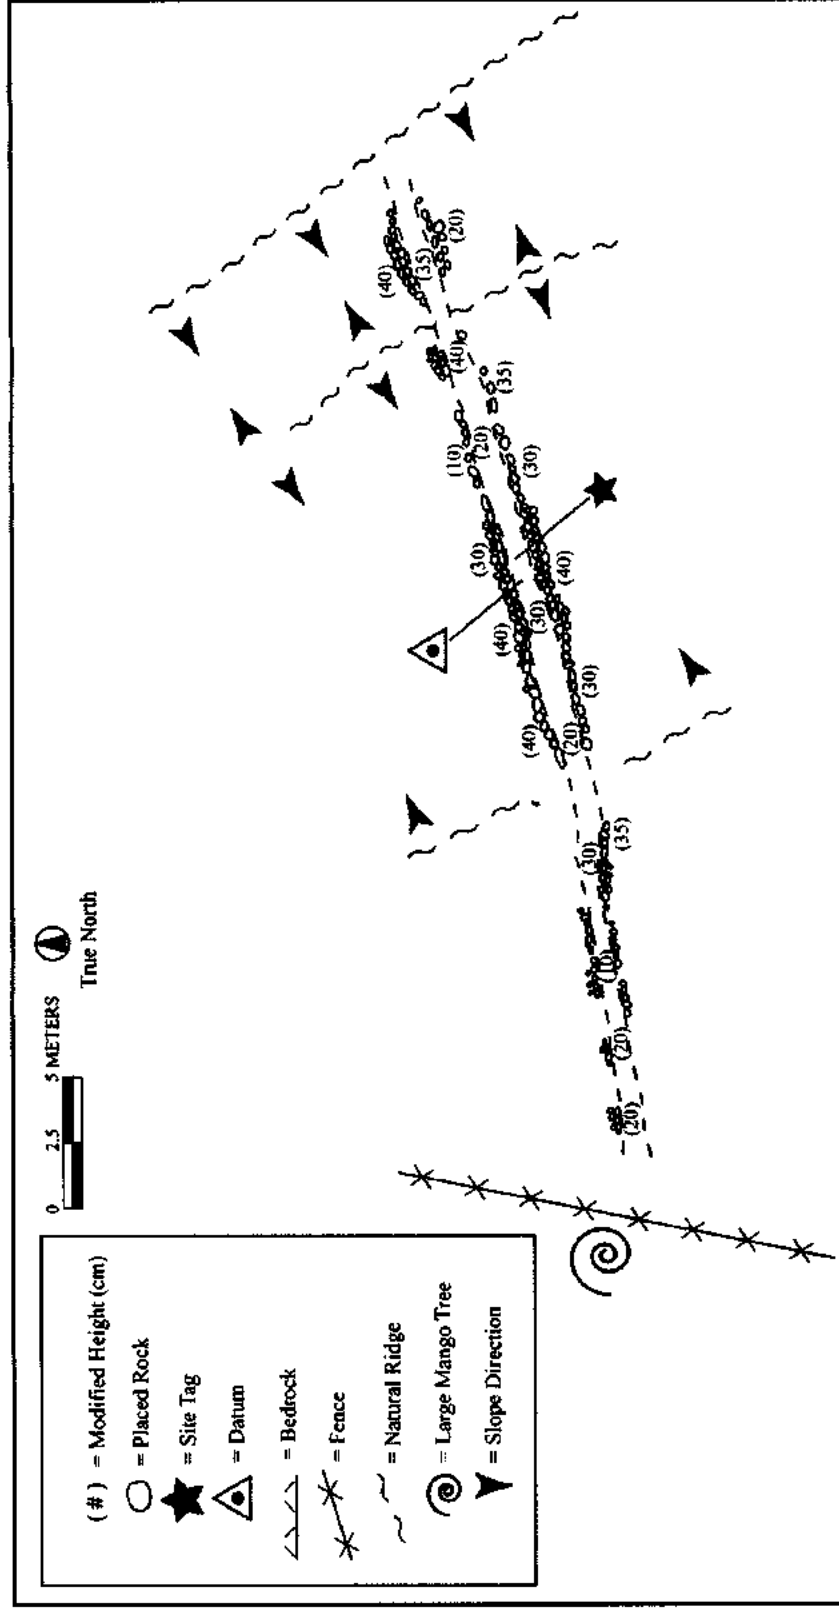 (#) = Modified Height (cm)
= Placed Rock
= Site Tag
= Datum
= Bedrock
= Fence
= Natural Ridge
= Large Mango Tree
= Slope Direction
0 2.5 5 METERS
True North
(40)
(35)
(20)
(40)
(35)
(10)
(20)
(30)
(30)
(40)
(40)
(30)
(40)
(20)
(30)
(30)
(35)
(10)
(20)
(20)